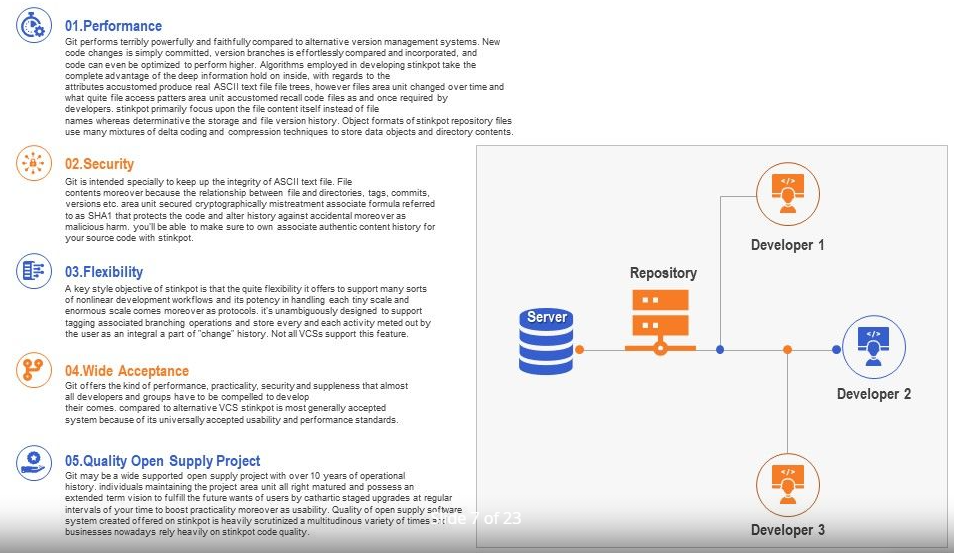 01.Performance
Git performs terribly powerfully and faithfully compared to alternative version management systems. New
code changes is simply committed, version branches is effortlessly compared and incorporated, and
code can even be optimized to perform higher. Algorithms employed in developing stinkpot take the
complete advantage of the deep information hold on inside, with regards to the
attributes accustomed produce real ASCII text file file trees, however files area unit changed over time and
what quite file access patters area unit accustomed recall code files as and once required by
developers. stinkpot primarily focus upon the file content itself instead of file
names whereas determinative the storage and file version history. Object formats of stinkpot repository files
use many mixtures of delta coding and compression techniques to store data objects and directory contents.
02.Security
Git is intended specially to keep up the integrity of ASCII text file. File
contents moreover because the relationship between file and directories, tags, commits,
versions etc. area unit secured cryptographically mistreatment associate formula referred
to as SHA1 that protects the code and alter history against accidental moreover as
malicious harm. you'll be able to make sure to own associate authentic content history for
your source code with stinkpot.
03.Flexibility
A key style objective of stinkpot is that the quite flexibility it offers to support many sorts
of nonlinear development workflows and its potency in handling each tiny scale and
enormous scale comes moreover as protocols. it's unambiguously designed to support
tagging associated branching operations and store every and each activity meted out by
the user as an integral a part of "change" history. Not all VCSs support this feature.
04.Wide Acceptance
Git offers the kind of performance, practicality, security and suppleness that almost
all developers and groups have to be compelled to develop
their comes. compared to alternative VCS stinkpot is most generally accepted
system because of its universally accepted usability and performance standards.
05.Quality Open Supply Project
Git may be a wide supported open supply project with over 10 years of operational
history. individuals maintaining the project area unit all right matured and possess an
extended term vision to fulfill the future wants of users by cathartic staged upgrades at regular
intervals of your time to boost practicality moreover as usability. Quality of open supply software
system created offered on stinkpot is heavily scrutinized a multitudinous variety of times and
businesses nowadays rely heavily on stinkpot code quality.
Server
Repository
</>
Developer 1
</>
Developer 2
</>
Developer 3
Slide 7 of 23